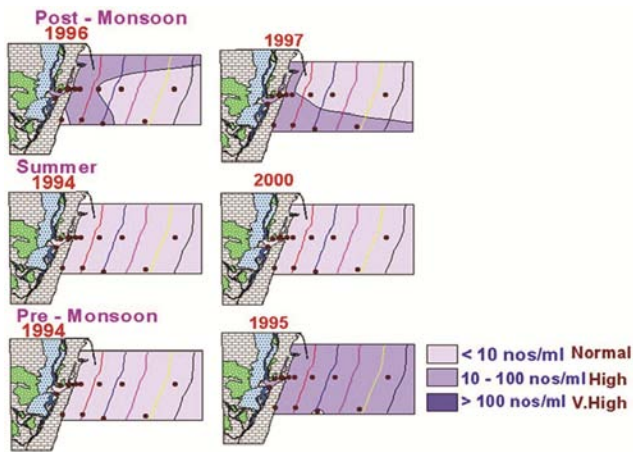 Post - Monsoon
1996
1997
Summer
1994
2000
Pre - Monsoon
1994
1995
< 10 nos/ml Normal
10 - 100 nos/ml High
> 100 nos/ml V.High